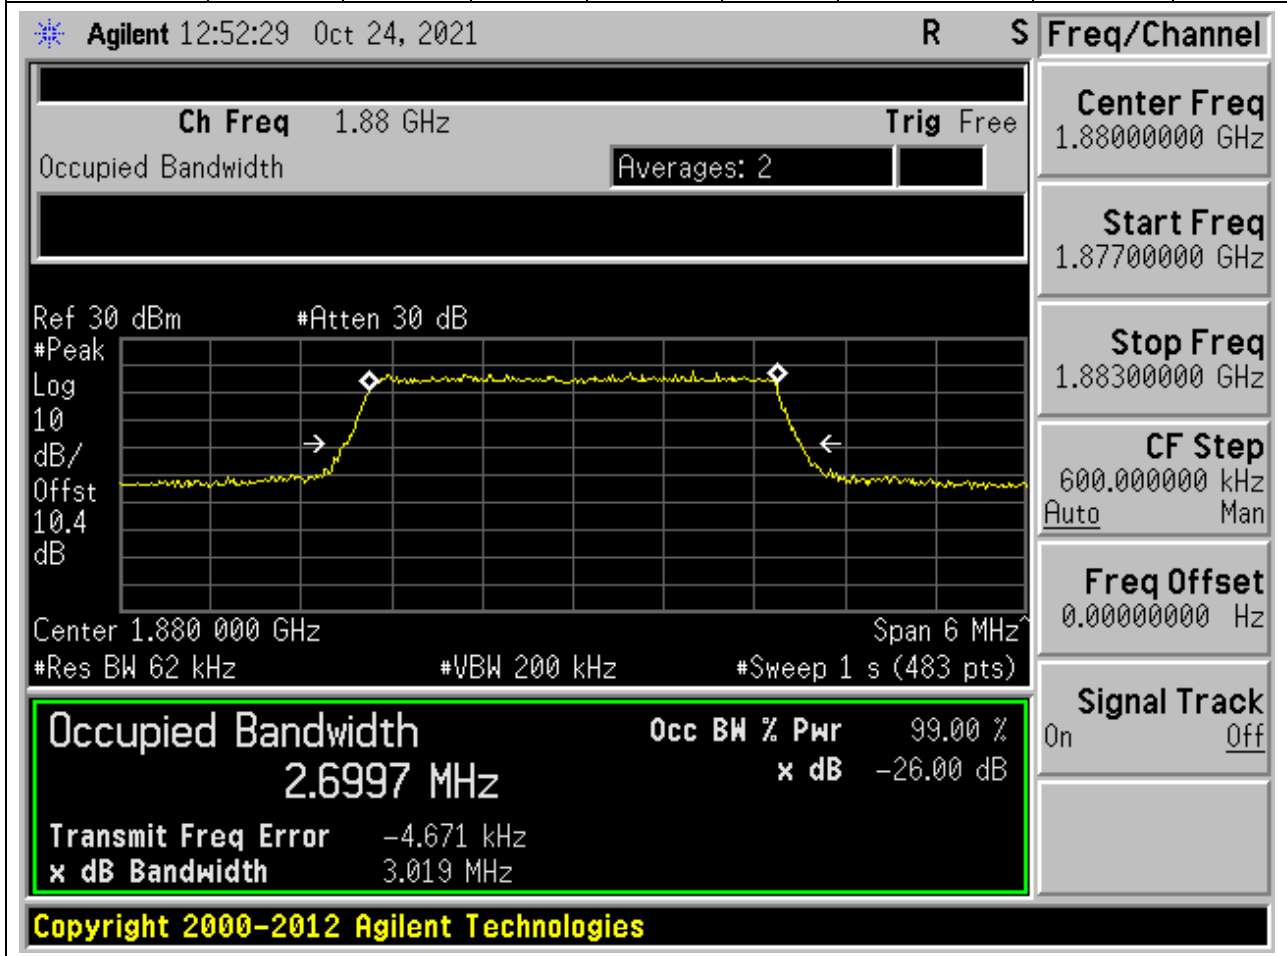 Agilent 12:52:29 Oct 24, 2021 R S
Freq/Channel
Ch Freq 1.88 GHz Trig Free
Occupied Bandwidth Averages: 2
Center Freq
1.88000000 GHz
Start Freq
1.87700000 GHz
Stop Freq
1.88300000 GHz
CF Step
600.000000 kHz
Auto Man
Freq Offset
0.00000000 Hz
Signal Track
On Off
Ref 30 dBm #Atten 30 dB
#Peak
Log
10
dB/
Offst
10.4
dB
Center 1.880 000 GHz Span 6 MHz^
#Res BW 62 kHz #VBW 200 kHz #Sweep 1 s (483 pts)
Occupied Bandwidth
2.6997 MHz
Occ BW % Pwr 99.00 %
x dB -26.00 dB
Transmit Freq Error -4.671 kHz
x dB Bandwidth 3.019 MHz
Copyright 2000-2012 Agilent Technologies